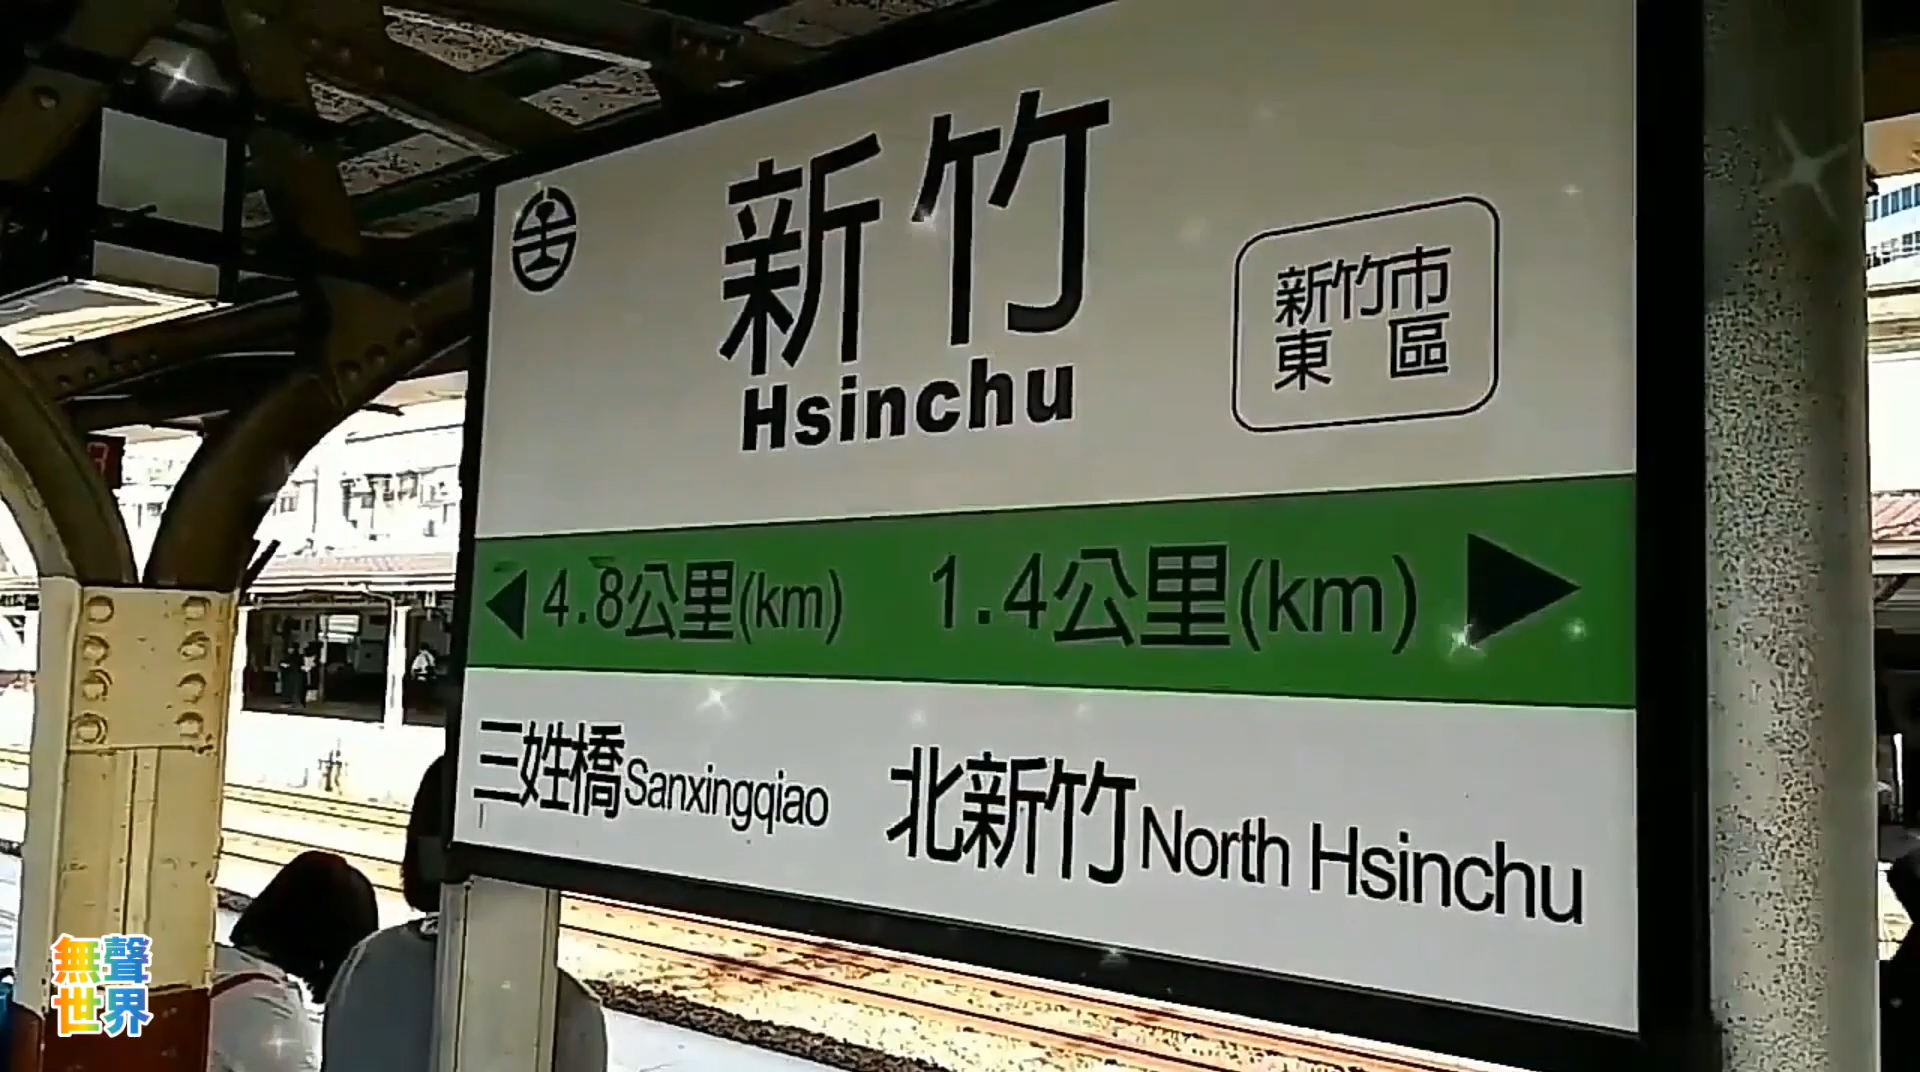 新竹
Hsinchu
新竹市
東區
4.8公里(km)
1.4公里(km)
三姓橋Sanxingqiao
北新竹North Hsinchu
無聲
世界